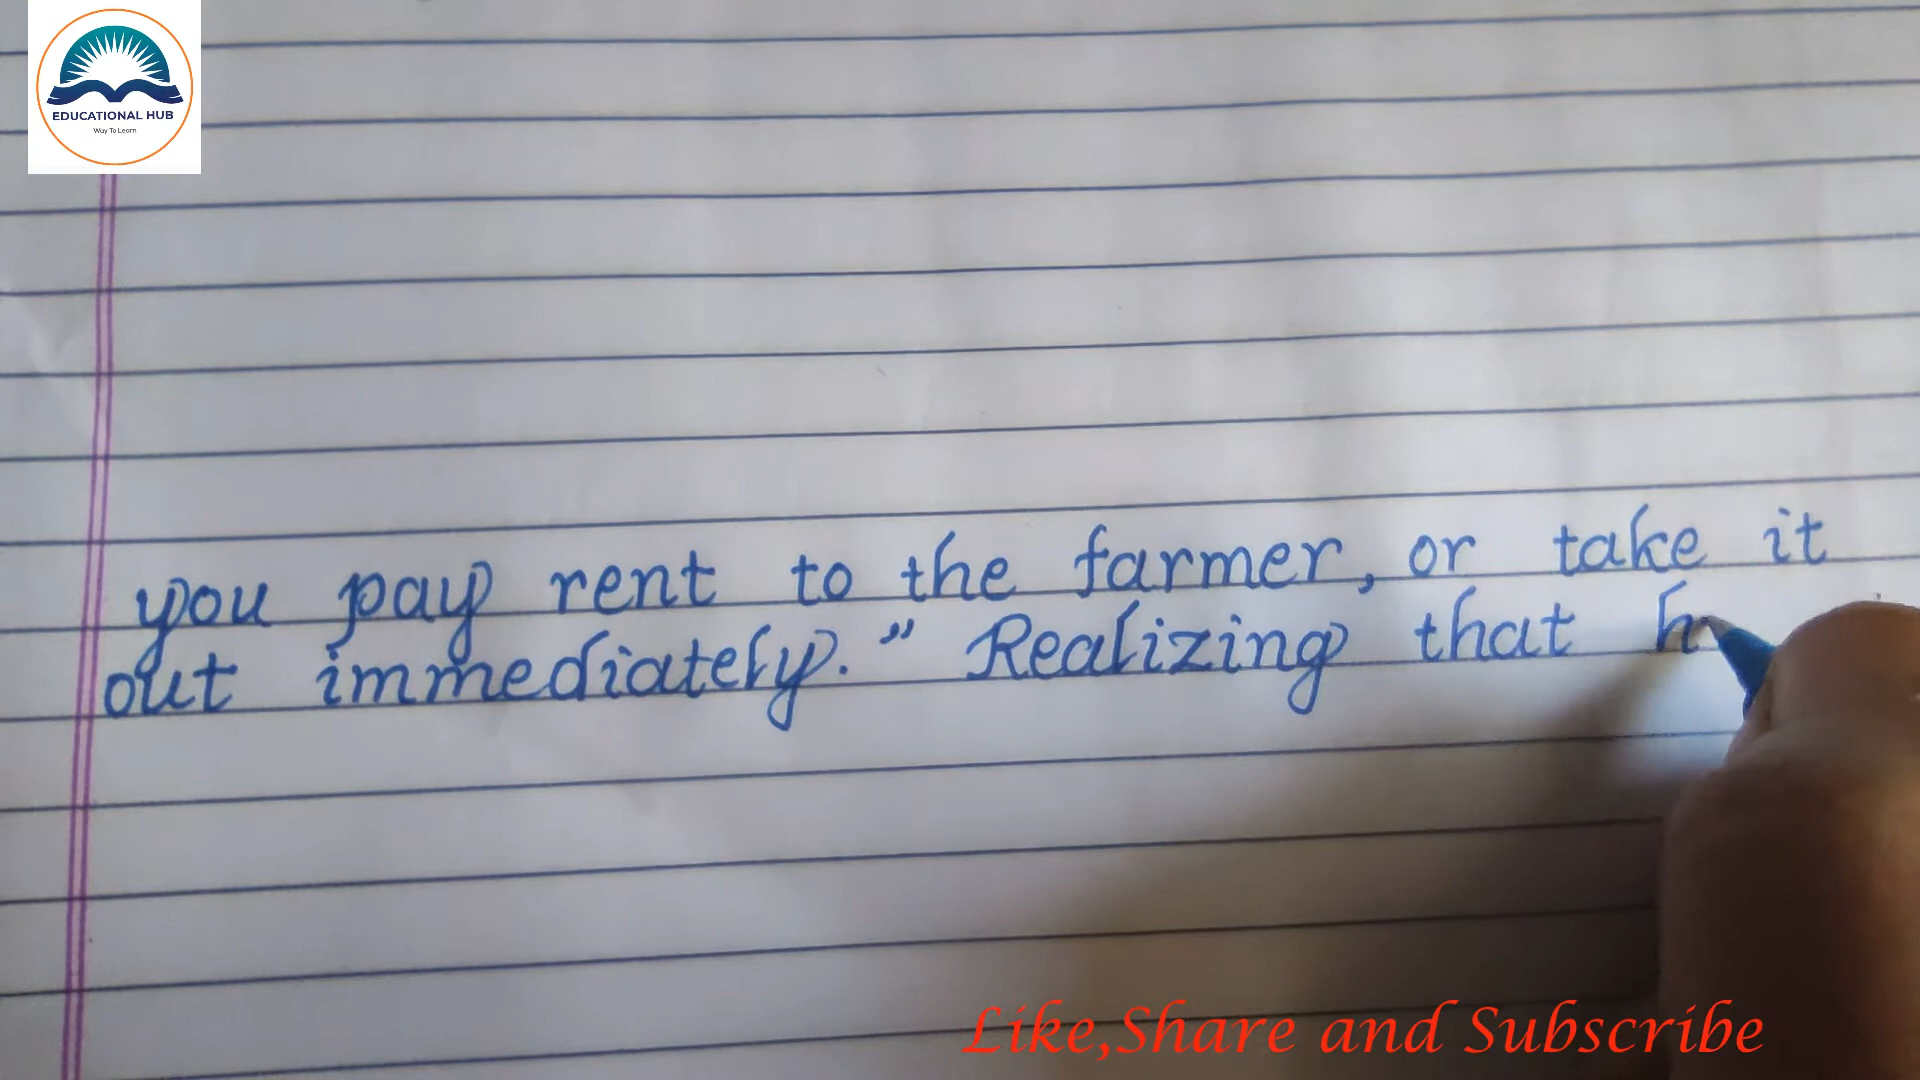 EDUCATIONAL HUB
Way To Learn
you pay rent to the farmer, or take it
out immediately.” Realizing that h
Like,Share and Subscribe